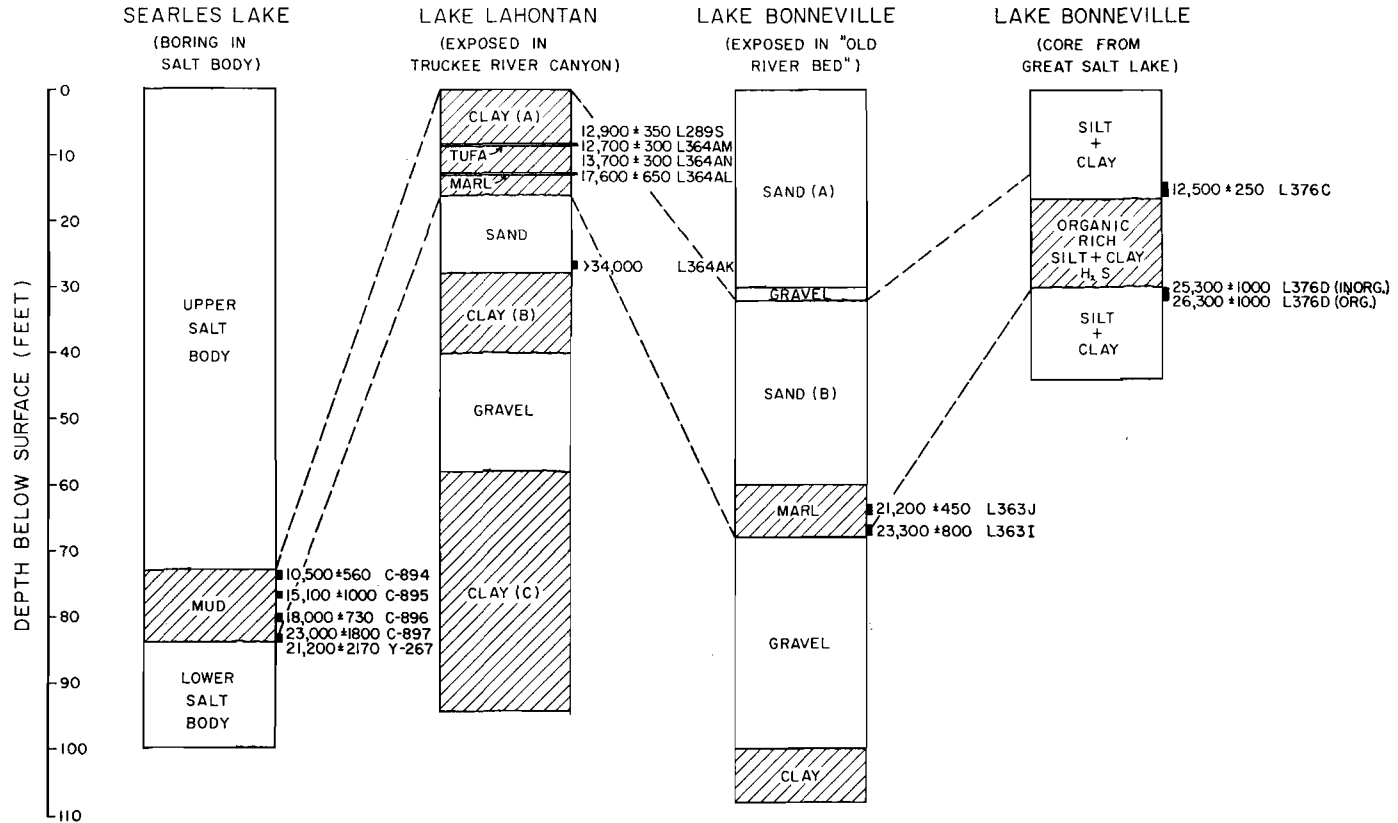 SEARLES LAKE
(BORING IN
SALT BODY)
LAKE LAHONTAN
(EXPOSED IN
TRUCKEE RIVER CANYON)
LAKE BONNEVILLE
(EXPOSED IN "OLD
RIVER BED")
LAKE BONNEVILLE
(CORE FROM
GREAT SALT LAKE)
DEPTH BELOW SURFACE (FEET)
0
10
20
30
40
50
60
70
80
90
100
110
UPPER
SALT
BODY
MUD
LOWER
SALT
BODY
10,500±560 C-894
15,100±1000 C-895
18,000±730 C-896
23,000±1800 C-897
21,200±2170 Y-267
CLAY (A)
TUFA
MARL
SAND
CLAY (B)
GRAVEL
CLAY (C)
12,900±350 L289S
12,700±300 L364AM
13,700±300 L364AN
17,600±650 L364AL
>34,000 L364AK
SAND (A)
GRAVEL
SAND (B)
MARL
GRAVEL
CLAY
21,200±450 L363J
23,300±800 L363I
SILT
+
CLAY
ORGANIC
RICH
SILT+CLAY
H2S
SILT
+
CLAY
12,500±250 L376C
25,300±1000 L376D (INORG.)
26,300±1000 L376D (ORG.)